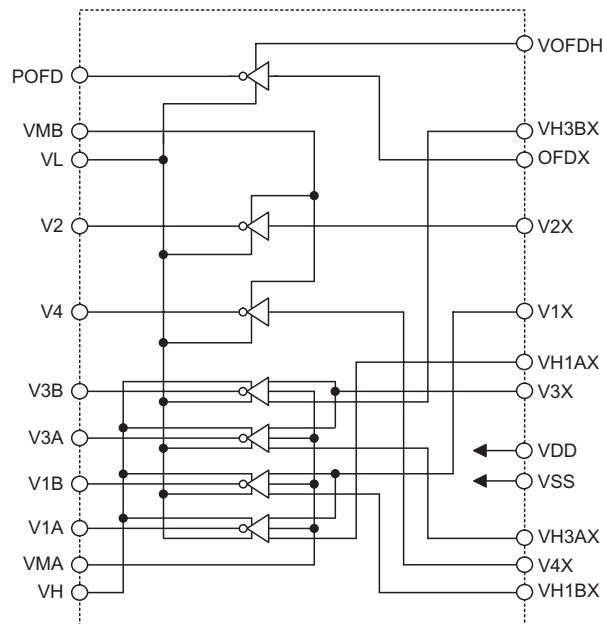 POFD
VMB
VL
V2
V4
V3B
V3A
V1B
V1A
VMA
VH
VOFDH
VH3BX
OFDX
V2X
V1X
VH1AX
V3X
VDD
VSS
VH3AX
V4X
VH1BX